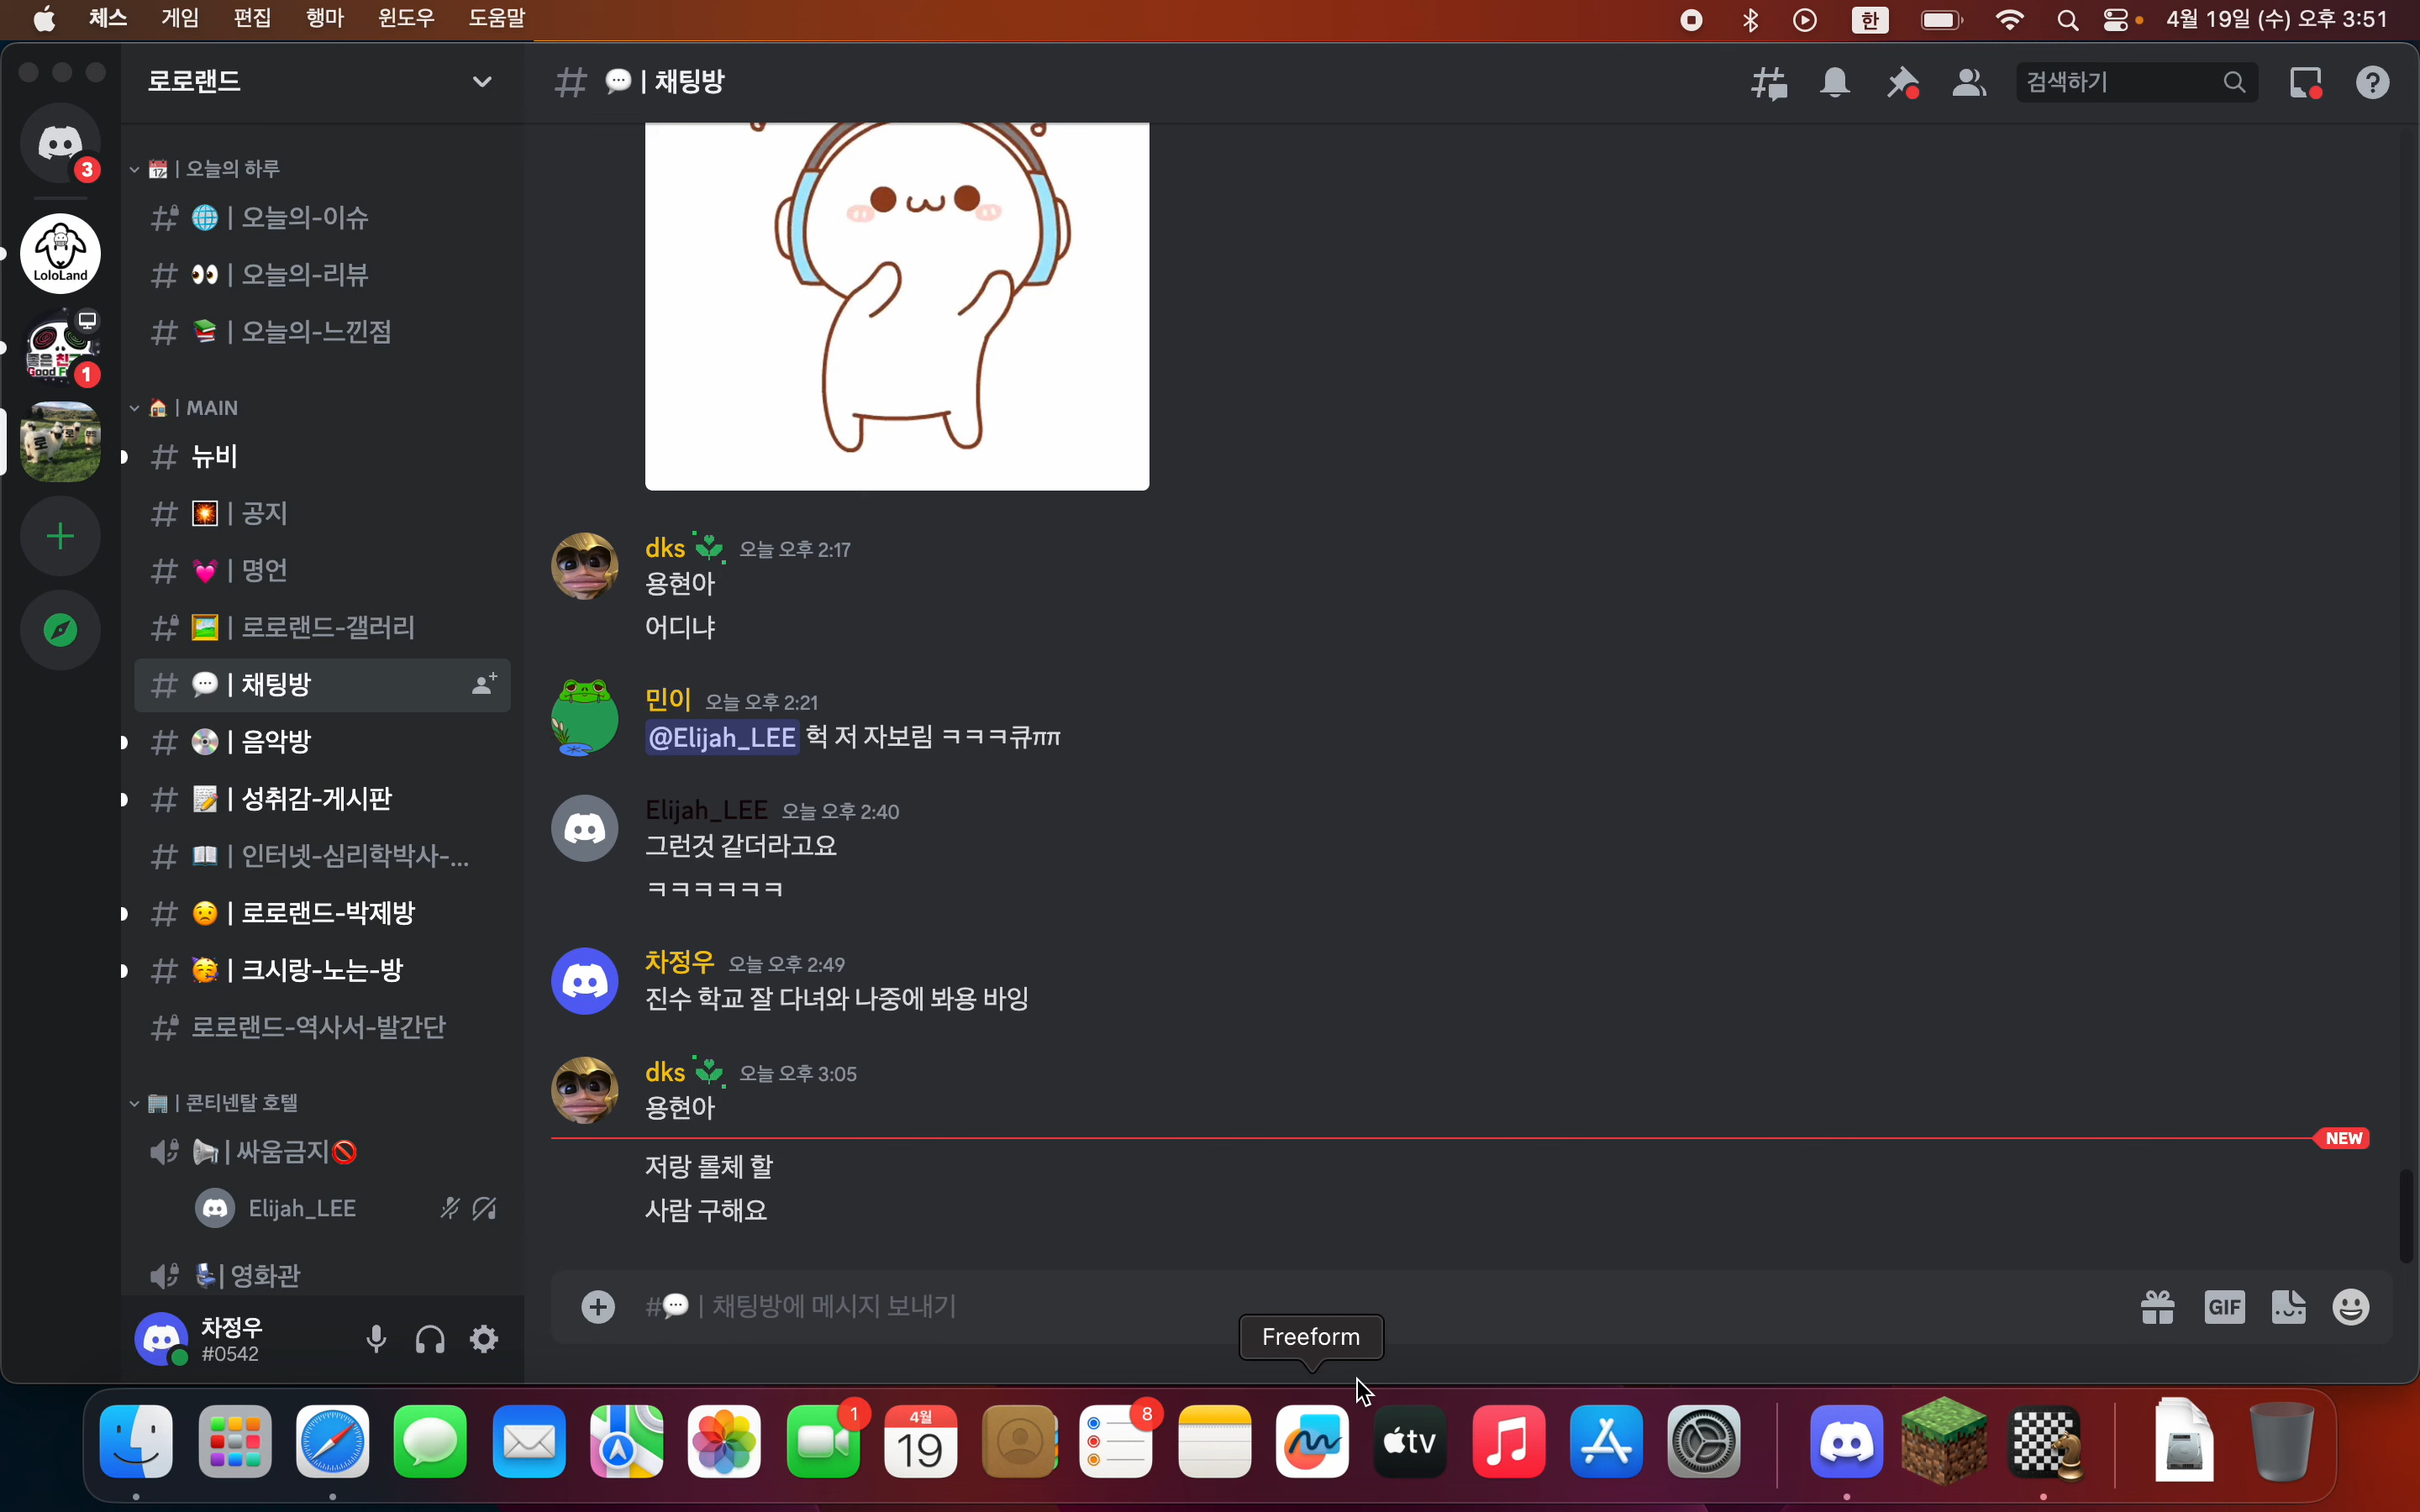 체스 게임 편집 행마 윈도우 도움말 한 4월 19일 (수) 오후 3:51
로로랜드
💬 | 채팅방
검색하기
3
LoloLand
1
📆 | 오늘의 하루
🌐 | 오늘의-이슈
👀 | 오늘의-리뷰
📚 | 오늘의-느낀점
🏠 | MAIN
뉴비
🎇 | 공지
💓 | 명언
🖼️ | 로로랜드-갤러리
💬 | 채팅방
💿 | 음악방
📝 | 성취감-게시판
📖 | 인터넷-심리학박사-...
😟 | 로로랜드-박제방
🥳 | 크시랑-노는-방
로로랜드-역사서-발간단
🏢 | 콘티넨탈 호텔
📢 | 싸움금지🚫
Elijah_LEE
💺 | 영화관
차정우
#0542
dks 오늘 오후 2:17
용현아
어디냐
민이 오늘 오후 2:21
@Elijah_LEE 헉 저 자보림 ㅋㅋㅋ큐ㅠㅠ
Elijah_LEE 오늘 오후 2:40
그런것 같더라고요
ㅋㅋㅋㅋㅋㅋ
차정우 오늘 오후 2:49
진수 학교 잘 다녀와 나중에 봐용 바잉
dks 오늘 오후 3:05
용현아
NEW
저랑 롤체 할
사람 구해요
#💬 | 채팅방에 메시지 보내기
GIF
Freeform
1
4월
19
8
tv